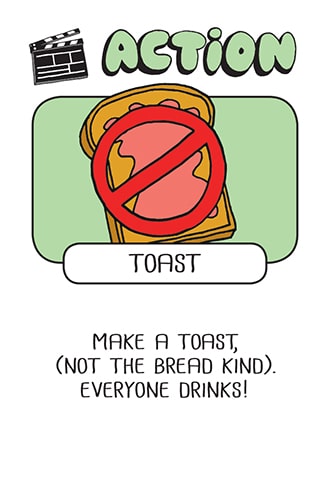 ACTiON
TOAST
MAKE A TOAST,
(NOT THE BREAD KIND).
EVERYONE DRINKS!